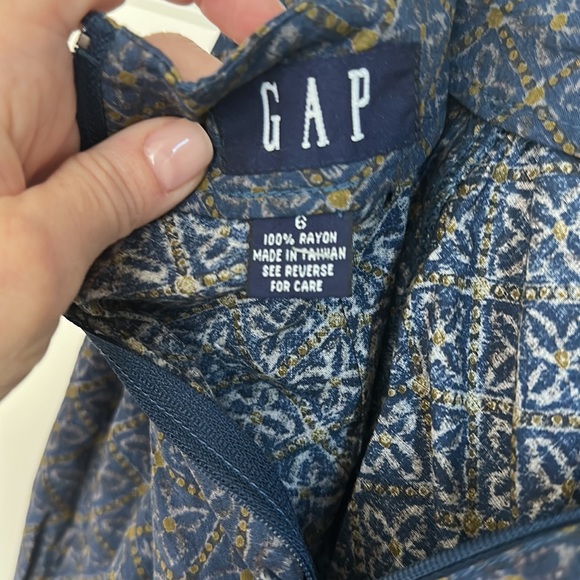 GAP
6
100% RAYON
MADE IN TAIWAN
SEE REVERSE
FOR CARE